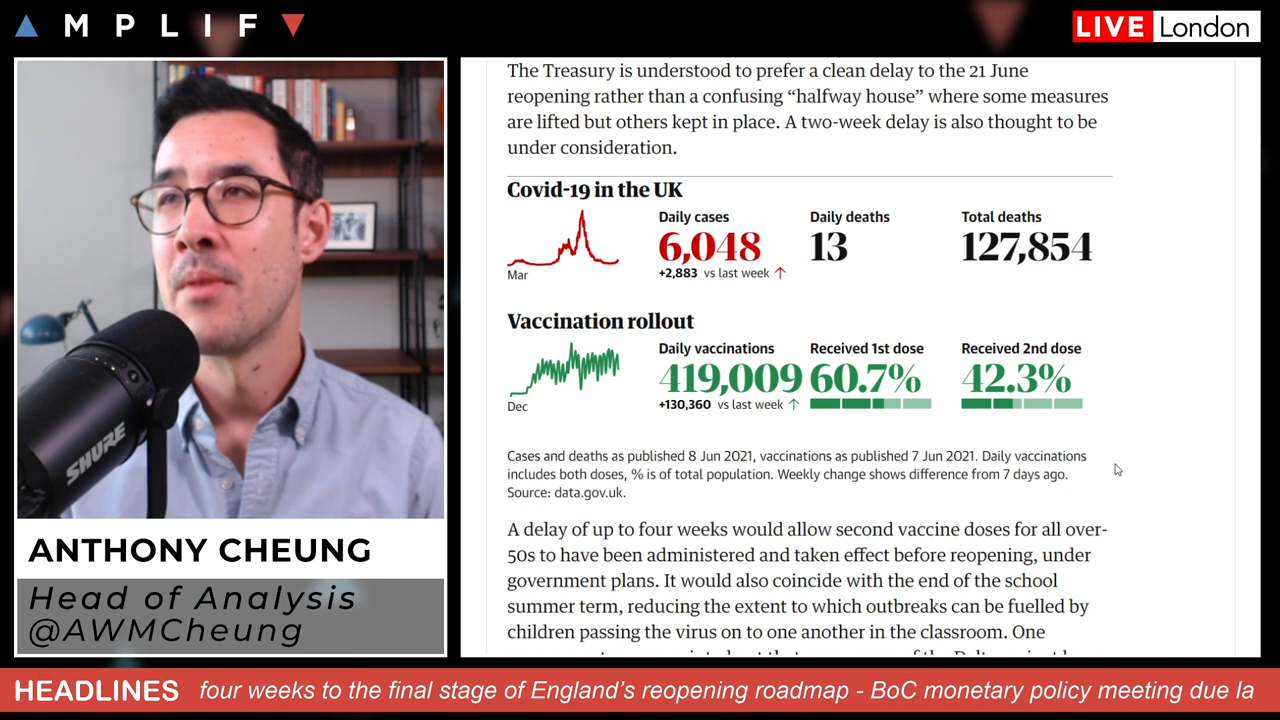 AMPLIFY
LIVE London
The Treasury is understood to prefer a clean delay to the 21 June
reopening rather than a confusing “halfway house” where some measures
are lifted but others kept in place. A two-week delay is also thought to be
under consideration.
Covid-19 in the UK
Mar
Daily cases
6,048
+2,883 vs last week ↑
Daily deaths
13
Total deaths
127,854
Vaccination rollout
Dec
Daily vaccinations
419,009
+130,360 vs last week ↑
Received 1st dose
60.7%
Received 2nd dose
42.3%
Cases and deaths as published 8 Jun 2021, vaccinations as published 7 Jun 2021. Daily vaccinations
includes both doses, % is of total population. Weekly change shows difference from 7 days ago.
Source: data.gov.uk.
A delay of up to four weeks would allow second vaccine doses for all over-
50s to have been administered and taken effect before reopening, under
government plans. It would also coincide with the end of the school
summer term, reducing the extent to which outbreaks can be fuelled by
children passing the virus on to one another in the classroom. One
SHURE
ANTHONY CHEUNG
Head of Analysis
@AWMCheung
HEADLINES four weeks to the final stage of England’s reopening roadmap - BoC monetary policy meeting due la